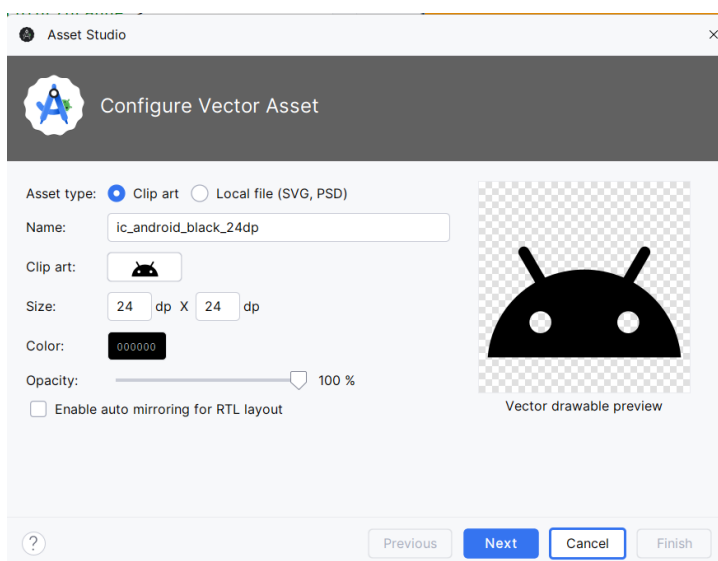 Asset Studio
Configure Vector Asset
Asset type: Clip art Local file (SVG, PSD)
Name: ic_android_black_24dp
Clip art:
Size: 24 dp X 24 dp
Color: 000000
Opacity: 100 %
Enable auto mirroring for RTL layout
Vector drawable preview
? Previous Next Cancel Finish